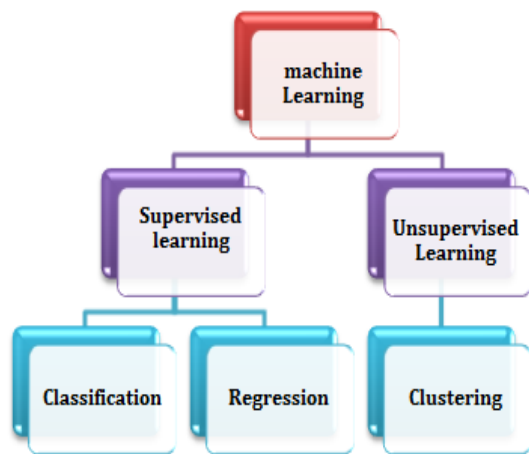 machine
Learning
Supervised
learning
Unsupervised
Learning
Classification
Regression
Clustering